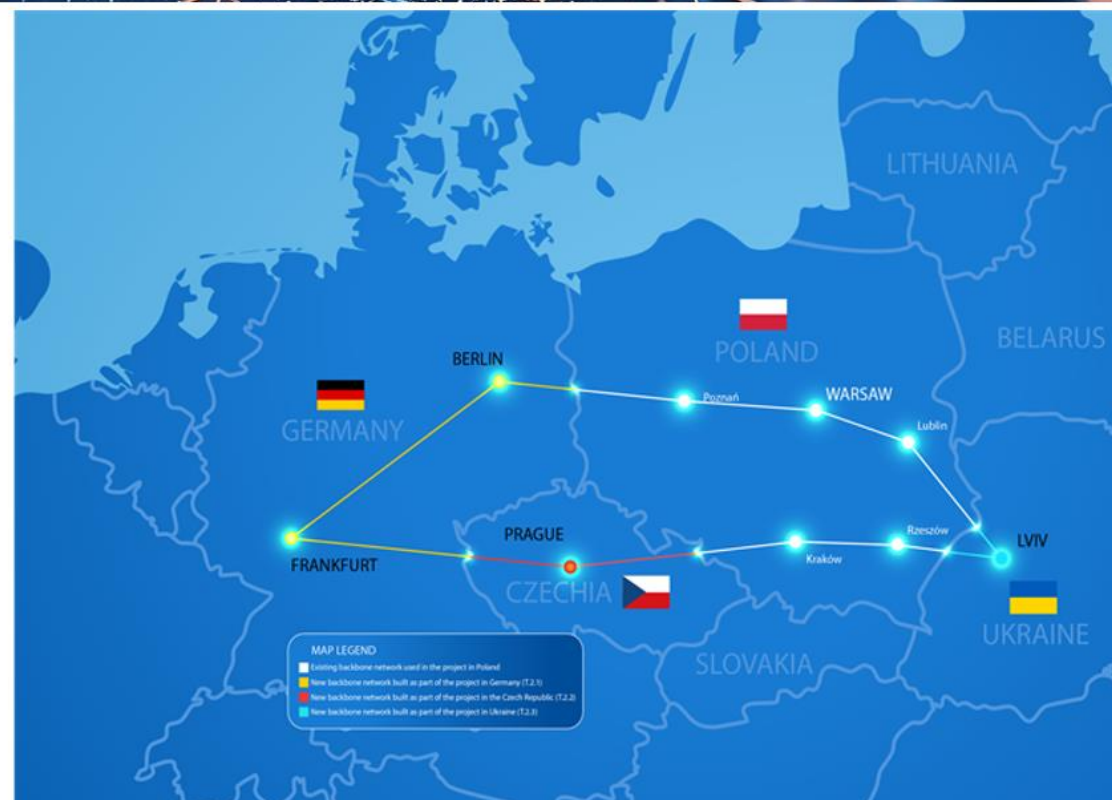 LITHUANIA
BELARUS
POLAND
BERLIN
Poznań
WARSAW
GERMANY
Lublin
PRAGUE
Rzeszów
LVIV
FRANKFURT
Kraków
CZECHIA
UKRAINE
SLOVAKIA
MAP LEGEND
Existing backbone network used in the project in Poland
New backbone network built as part of the project in Germany (T.2.1)
New backbone network built as part of the project in the Czech Republic (T.2.2)
New backbone network built as part of the project in Ukraine (T.2.3)